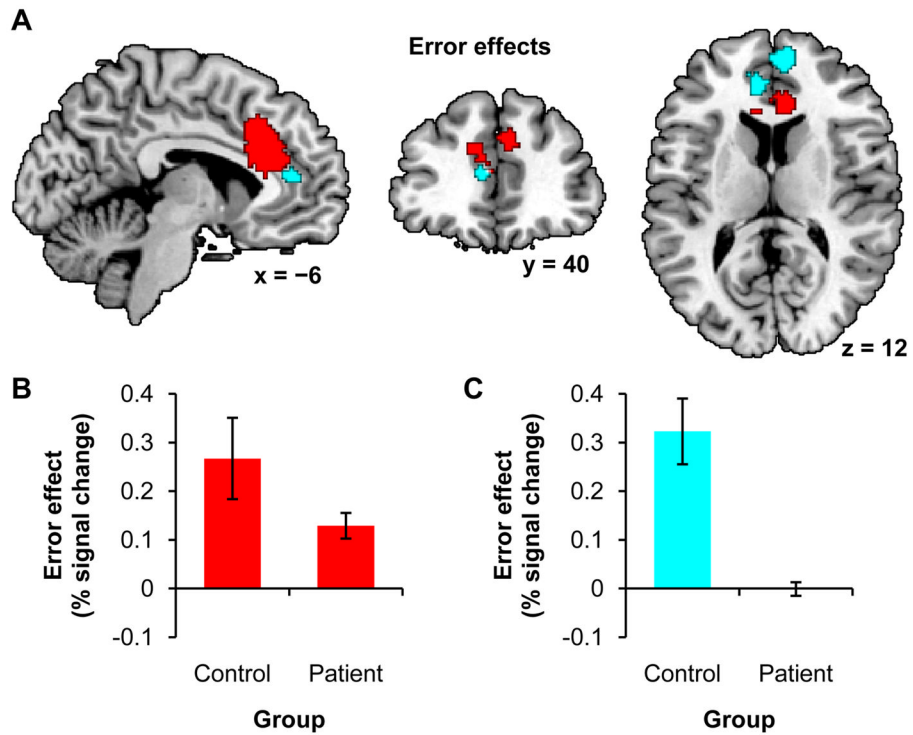 A
Error effects
x = −6
y = 40
z = 12
B
Error effect
(% signal change)
0.4
0.3
0.2
0.1
0
-0.1
Control
Patient
Group
C
Error effect
(% signal change)
0.4
0.3
0.2
0.1
0
-0.1
Control
Patient
Group